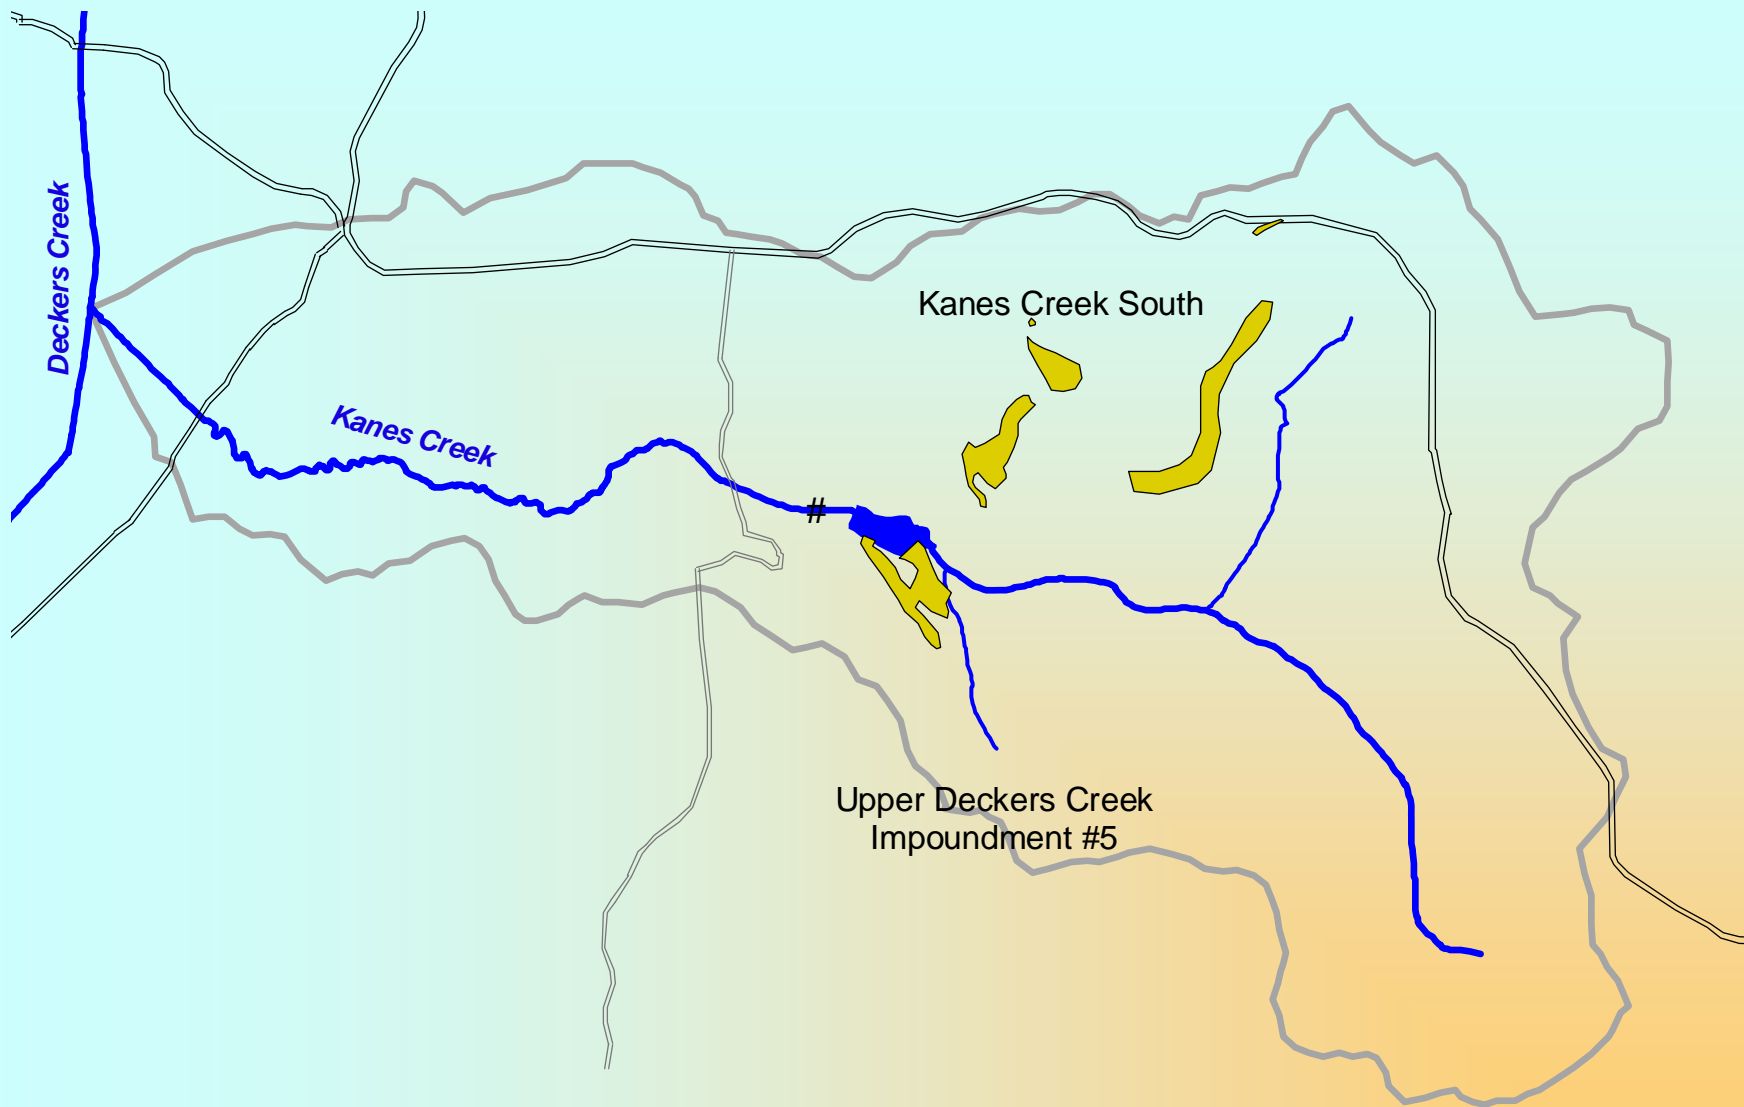 Deckers Creek
Kanes Creek South
Kanes Creek
#
Upper Deckers Creek
Impoundment #5